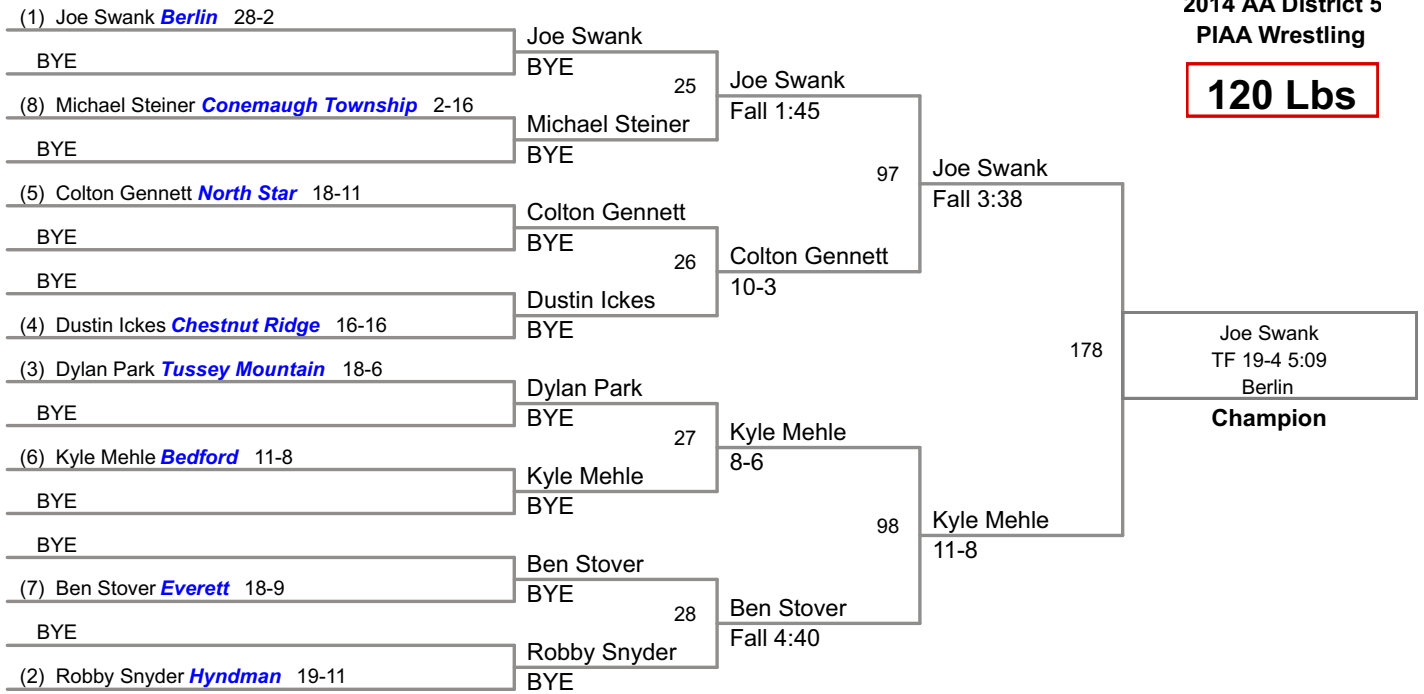 2014 AA District 5
PIAA Wrestling
120 Lbs
(1) Joe Swank Berlin 28-2
BYE
(8) Michael Steiner Conemaugh Township 2-16
BYE
(5) Colton Gennett North Star 18-11
BYE
BYE
(4) Dustin Ickes Chestnut Ridge 16-16
(3) Dylan Park Tussey Mountain 18-6
BYE
(6) Kyle Mehle Bedford 11-8
BYE
BYE
(7) Ben Stover Everett 18-9
BYE
(2) Robby Snyder Hyndman 19-11
Joe Swank
BYE
25
Michael Steiner
BYE
Colton Gennett
BYE
26
Dustin Ickes
BYE
Dylan Park
BYE
27
Kyle Mehle
BYE
Ben Stover
BYE
28
Robby Snyder
BYE
Joe Swank
Fall 1:45
97
Colton Gennett
10-3
Kyle Mehle
8-6
98
Ben Stover
Fall 4:40
Joe Swank
Fall 3:38
178
Kyle Mehle
11-8
Joe Swank
TF 19-4 5:09
Berlin
Champion